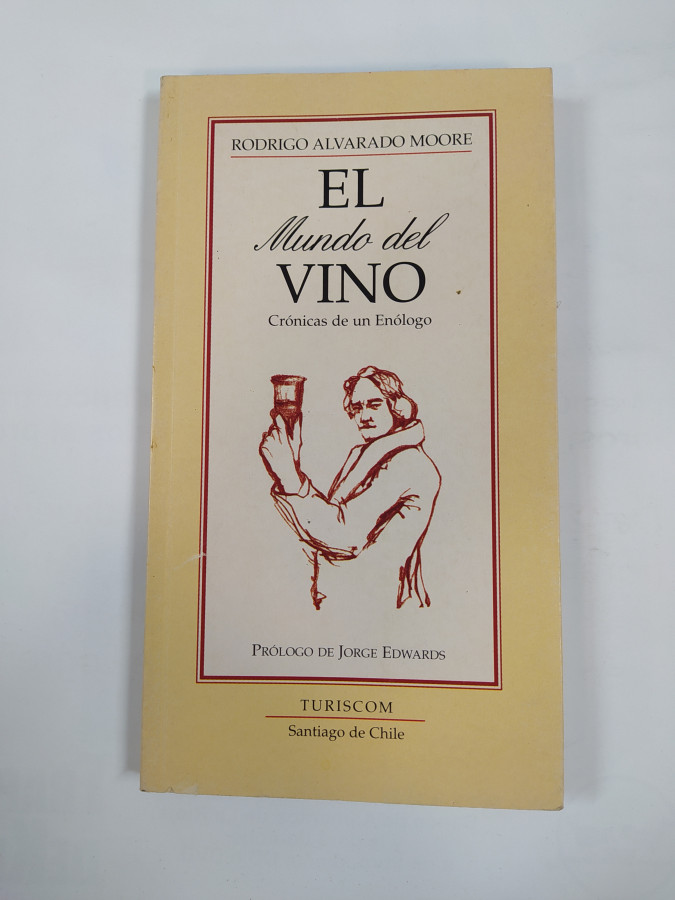 RODRIGO ALVARADO MOORE
EL
Mundo del
VINO
Crónicas de un Enólogo
PRÓLOGO DE JORGE EDWARDS
TURISCOM
Santiago de Chile